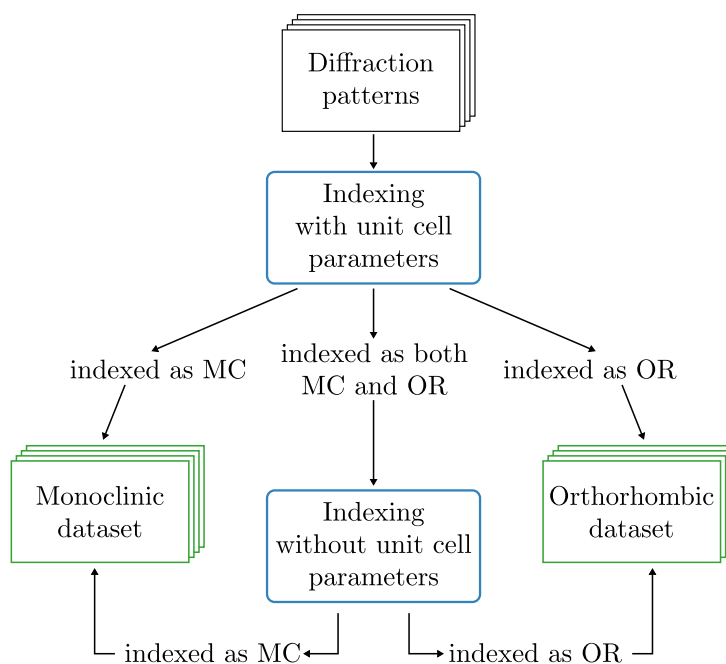 Diffraction
patterns
Indexing
with unit cell
parameters
indexed as MC
indexed as both
MC and OR
indexed as OR
Monoclinic
dataset
Indexing
without unit cell
parameters
Orthorhombic
dataset
indexed as MC
indexed as OR